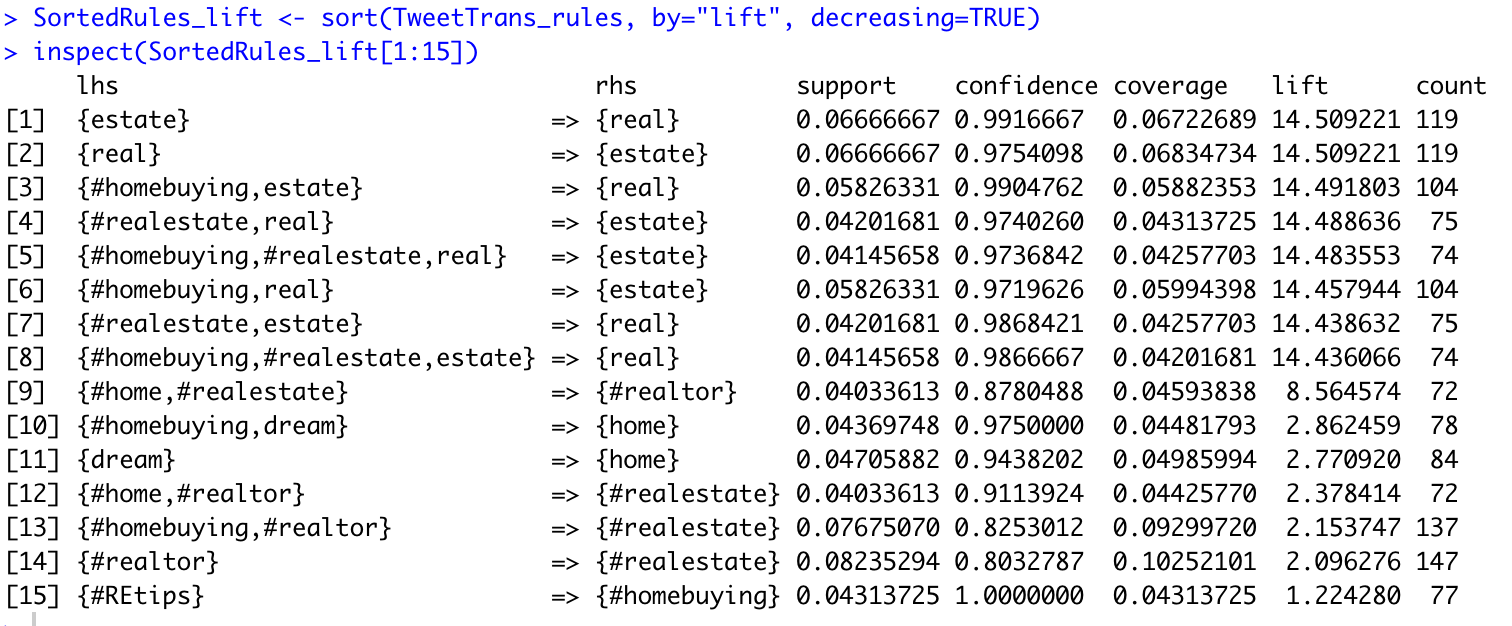 > SortedRules_lift <- sort(TweetTrans_rules, by="lift", decreasing=TRUE)
> inspect(SortedRules_lift[1:15])
     lhs                                rhs           support    confidence coverage   lift      count
[1]  {estate}                        => {real}        0.06666667 0.9916667  0.06722689 14.509221 119
[2]  {real}                          => {estate}      0.06666667 0.9754098  0.06834734 14.509221 119
[3]  {#homebuying,estate}            => {real}        0.05826331 0.9904762  0.05882353 14.491803 104
[4]  {#realestate,real}              => {estate}      0.04201681 0.9740260  0.04313725 14.488636  75
[5]  {#homebuying,#realestate,real}   => {estate}      0.04145658 0.9736842  0.04257703 14.483553  74
[6]  {#homebuying,real}              => {estate}      0.05826331 0.9719626  0.05994398 14.457944 104
[7]  {#realestate,estate}            => {real}        0.04201681 0.9868421  0.04257703 14.438632  75
[8]  {#homebuying,#realestate,estate} => {real}        0.04145658 0.9866667  0.04201681 14.436066  74
[9]  {#home,#realestate}             => {#realtor}    0.04033613 0.8780488  0.04593838  8.564574  72
[10] {#homebuying,dream}             => {home}        0.04369748 0.9750000  0.04481793  2.862459  78
[11] {dream}                         => {home}        0.04705882 0.9438202  0.04985994  2.770920  84
[12] {#home,#realtor}                => {#realestate} 0.04033613 0.9113924  0.04425770  2.378414  72
[13] {#homebuying,#realtor}          => {#realestate} 0.07675070 0.8253012  0.09299720  2.153747 137
[14] {#realtor}                      => {#realestate} 0.08235294 0.8032787  0.10252101  2.096276 147
[15] {#REtips}                       => {#homebuying} 0.04313725 1.0000000  0.04313725  1.224280  77